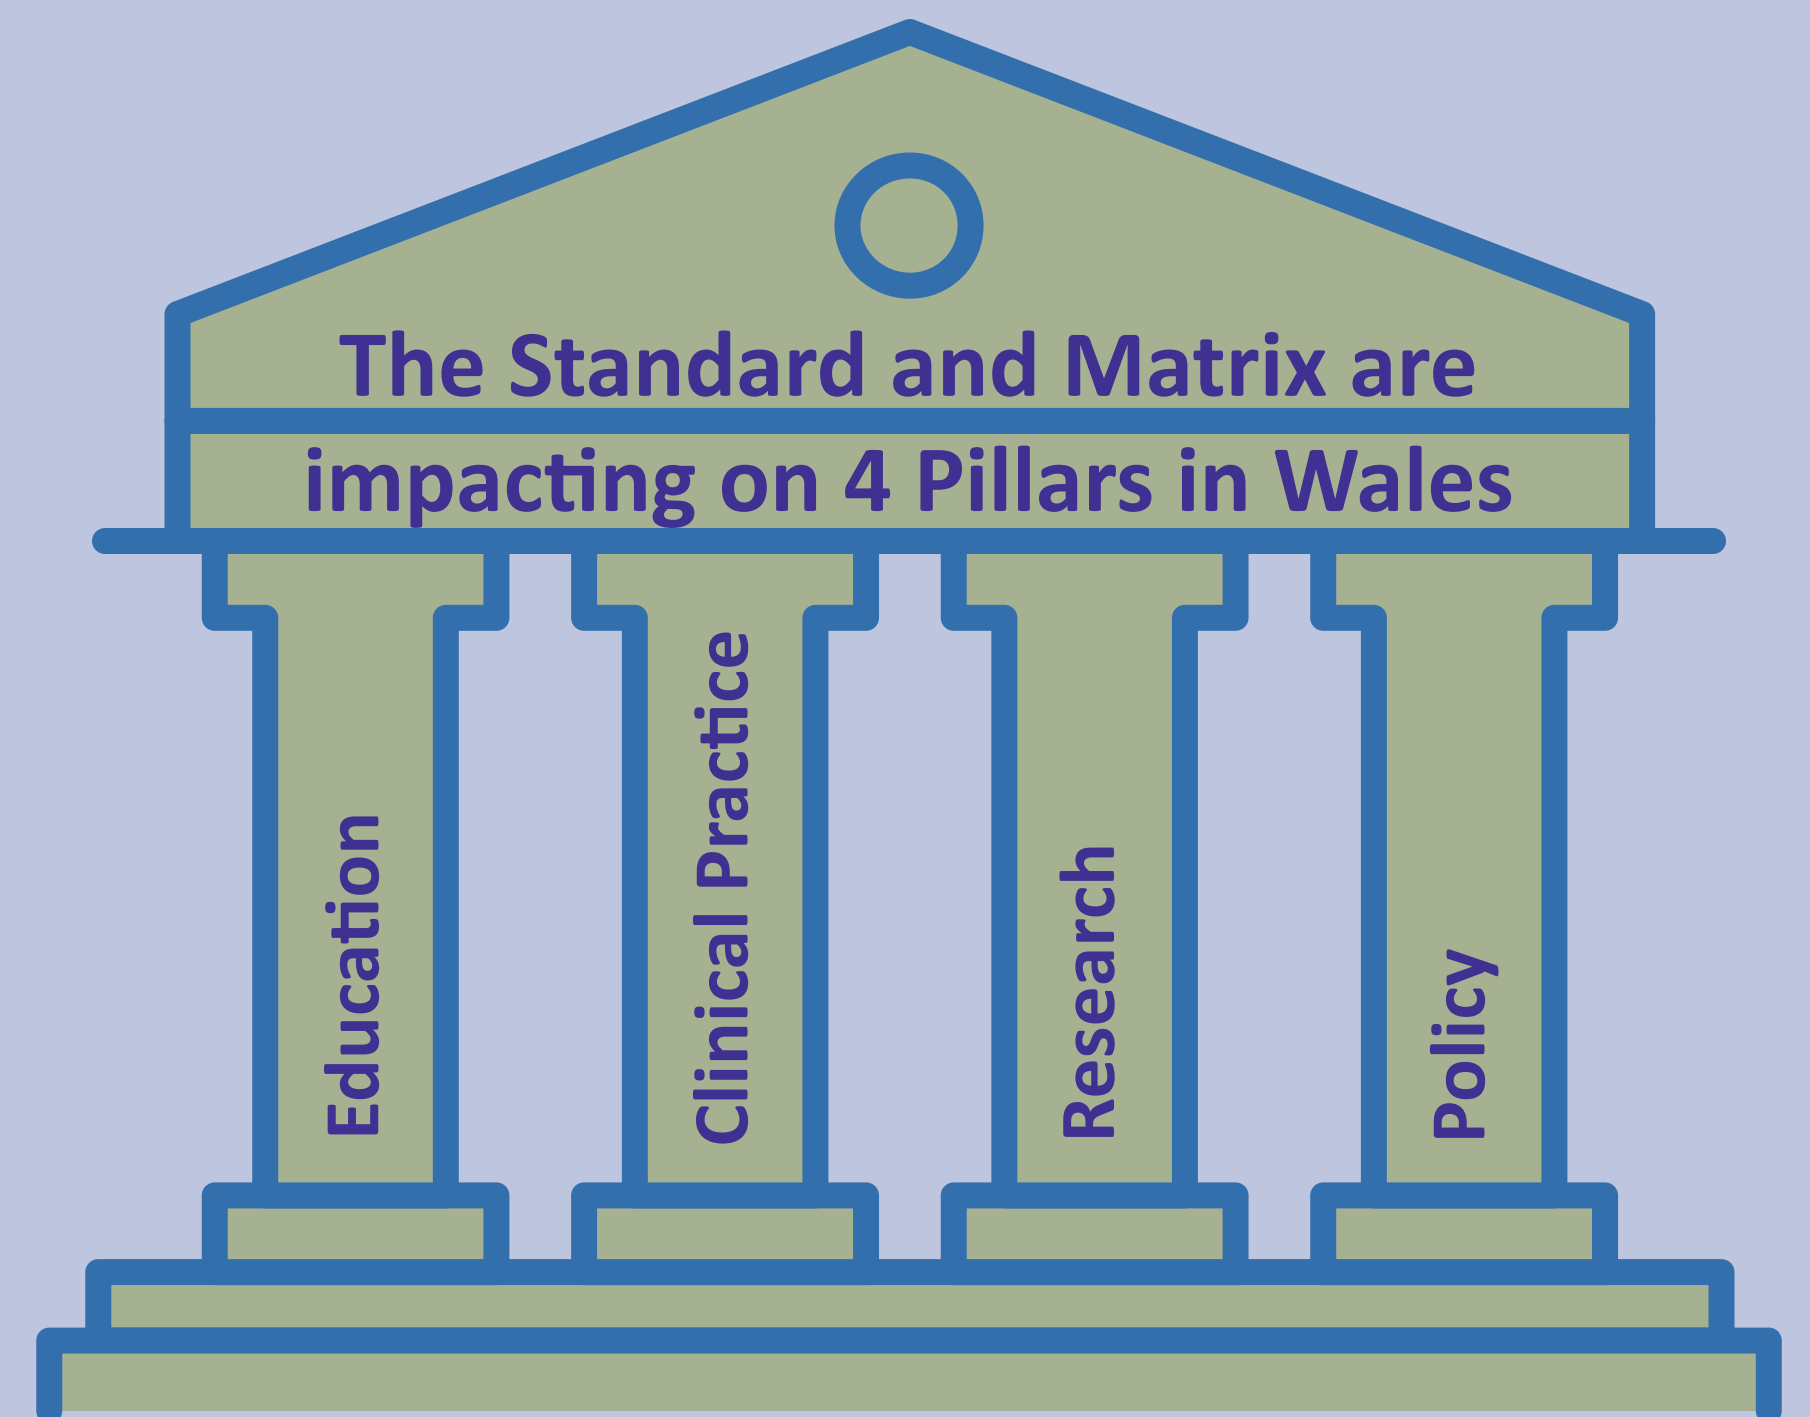 The Standard and Matrix are
impacting on 4 Pillars in Wales
Education
Clinical Practice
Research
Policy